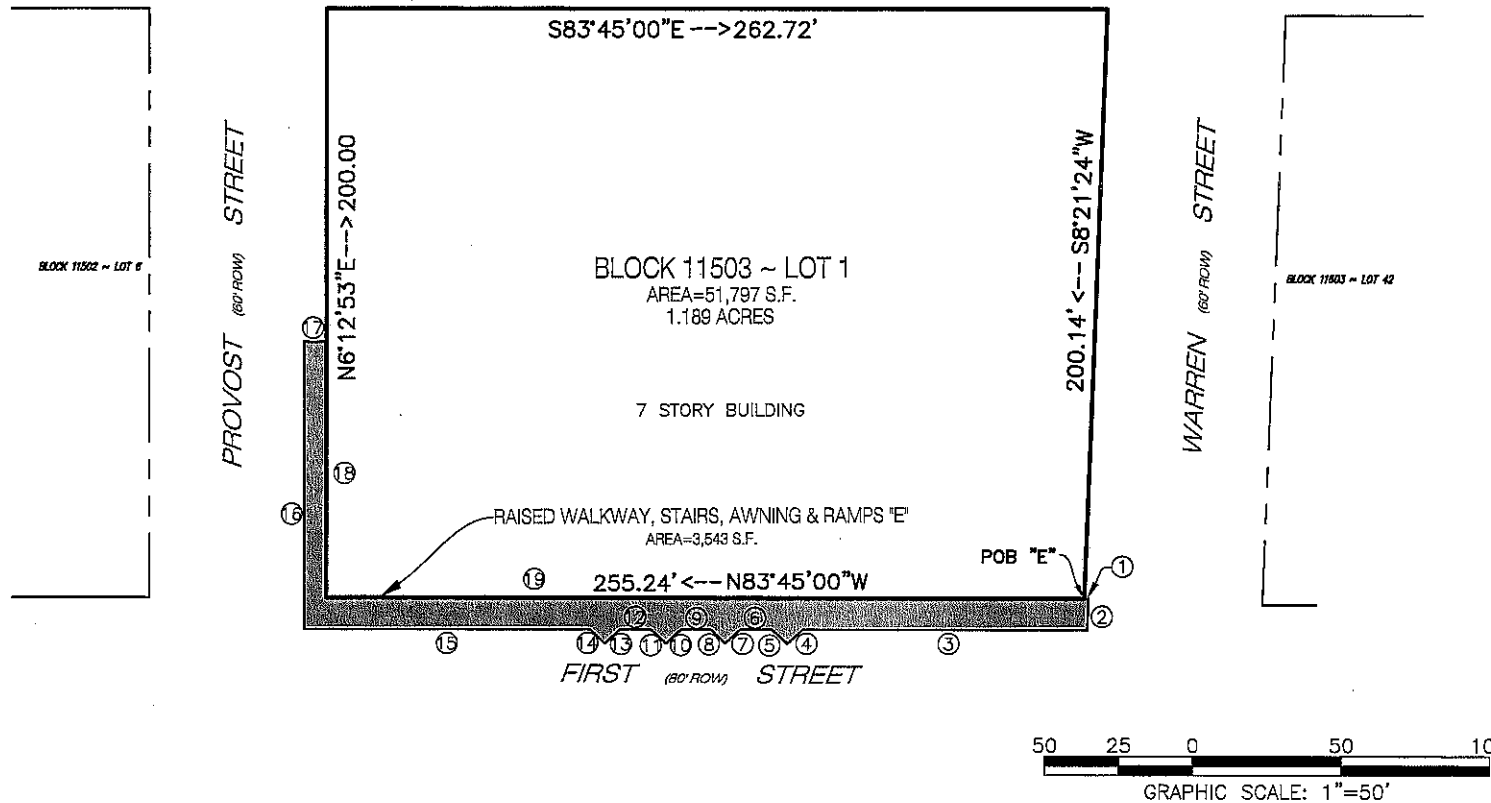 S83°45'00"E -->262.72'
PROVOST (60' ROW) STREET
N6°12'53"E--->200.00
200.14' <--- S8°21'24"W
WARREN (60' ROW) STREET
BLOCK 11502 ~ LOT 6
BLOCK 11503 ~ LOT 1
AREA=51,797 S.F.
1.189 ACRES
BLOCK 11503 ~ LOT 42
17
7 STORY BUILDING
18
16
RAISED WALKWAY, STAIRS, AWNING & RAMPS "E"
AREA=3,543 S.F.
POB "E"
1
19
255.24' <--- N83°45'00"W
12 9 6 2
15 14 13 11 10 8 7 5 4 3
FIRST (80' ROW) STREET
50 25 0 50 10
GRAPHIC SCALE: 1"=50'